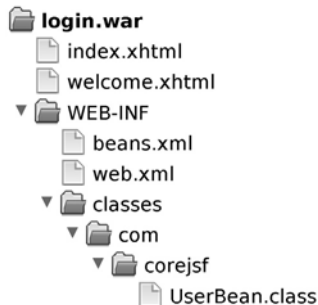 login.war
index.xhtml
welcome.xhtml
WEB-INF
beans.xml
web.xml
classes
com
corejsf
UserBean.class